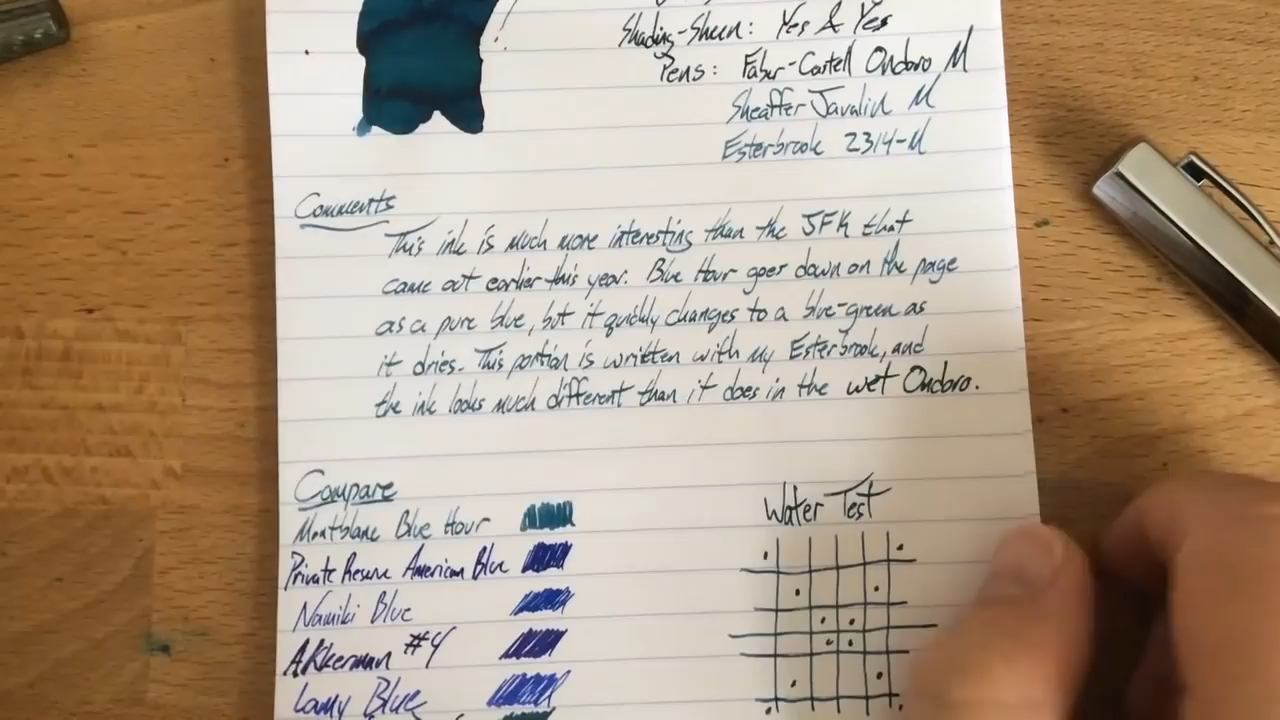 Shading-Sheen: Yes & Yes
Pens: Faber-Castell Ondoro M
Sheaffer Javalin M
Esterbrook 2314-M
Comments
This ink is much more interesting than the JFK that
came out earlier this year. Blue Hour goes down on the page
as a pure blue, but it quickly changes to a blue-green as
it dries. This portion is written with my Esterbrook, and
the ink looks much different than it does in the wet Ondoro.
Compare
Montblanc Blue Hour
Private Reserve American Blue
Namiki Blue
Akkerman #4
Lamy Blue
Water Test